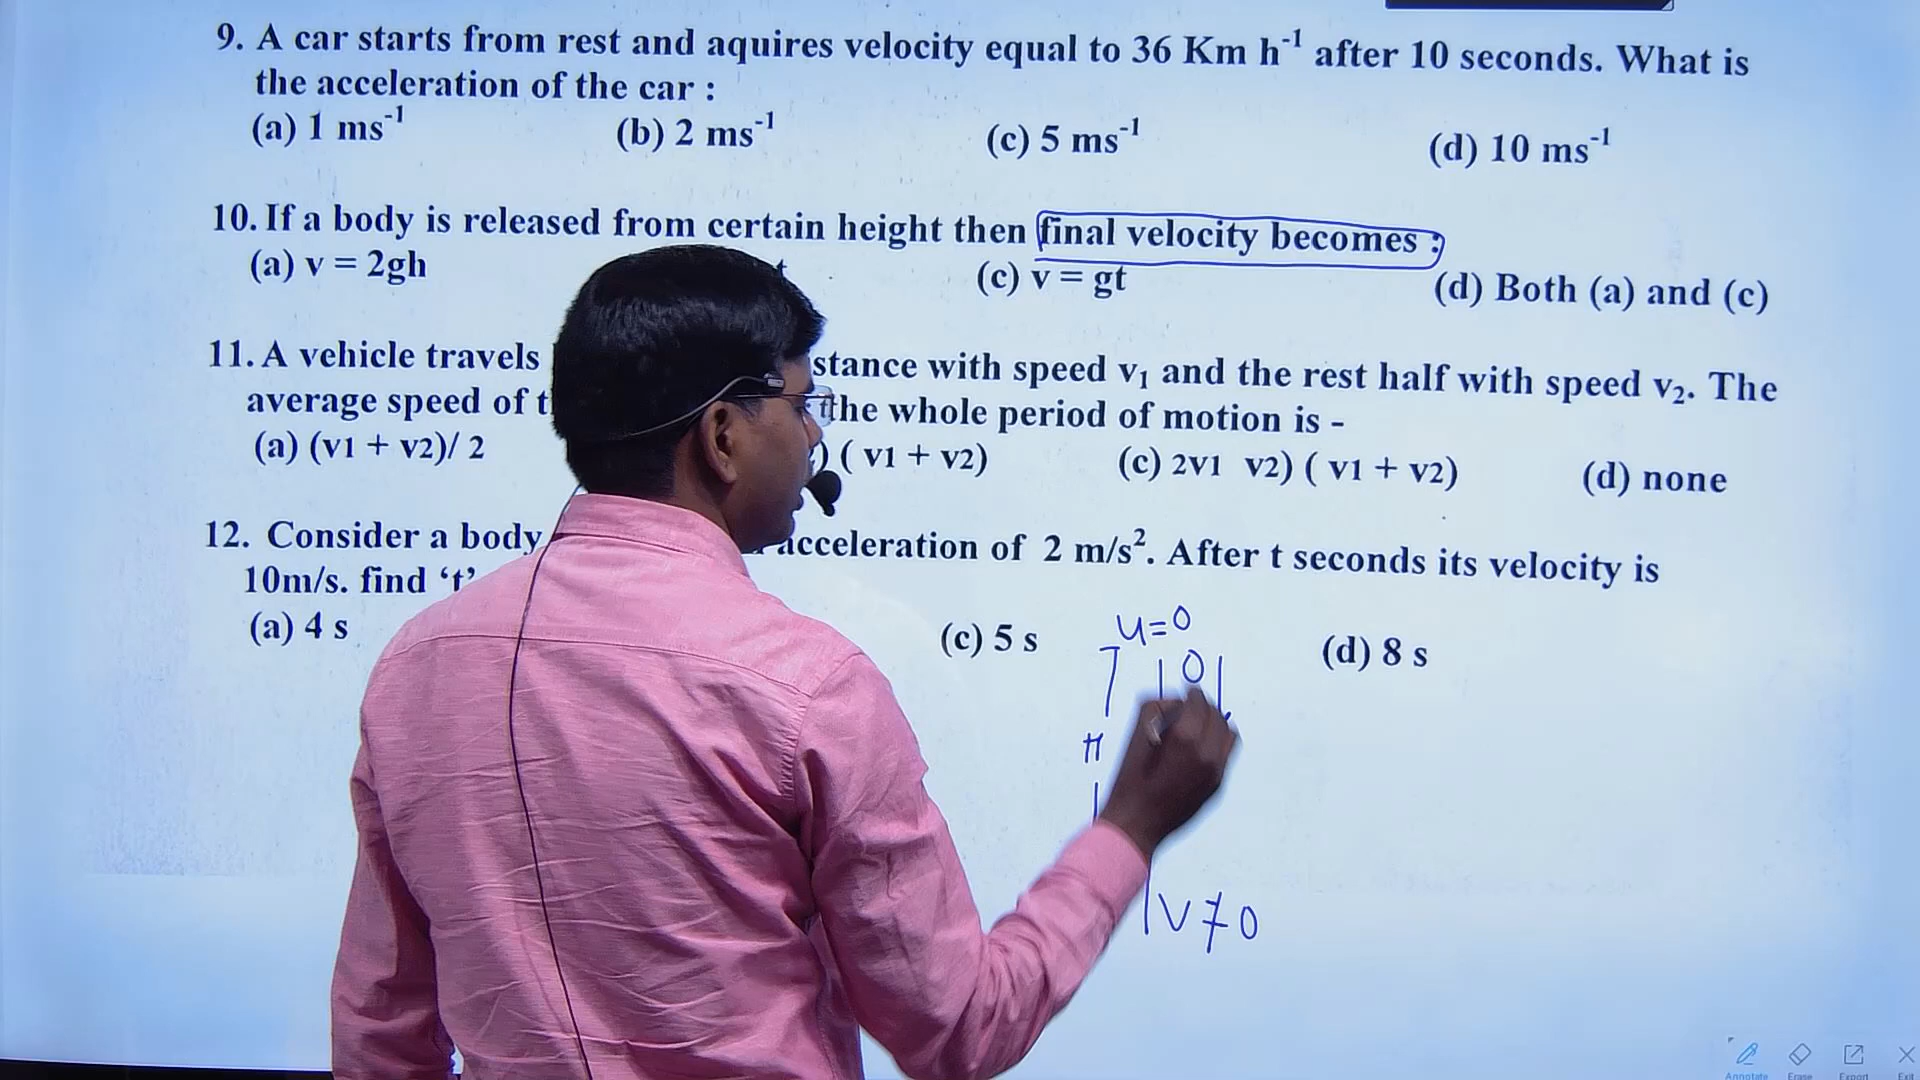 9. A car starts from rest and aquires velocity equal to 36 Km h⁻¹ after 10 seconds. What is
the acceleration of the car :
(a) 1 ms⁻¹ (b) 2 ms⁻¹ (c) 5 ms⁻¹ (d) 10 ms⁻¹
10. If a body is released from certain height then final velocity becomes :
(a) v = 2gh (c) v = gt (d) Both (a) and (c)
11. A vehicle travels stance with speed v₁ and the rest half with speed v₂. The
average speed of t the whole period of motion is -
(a) (v1 + v2)/ 2 ) ( v1 + v2) (c) 2v1 v2) ( v1 + v2) (d) none
12. Consider a body acceleration of 2 m/s². After t seconds its velocity is
10m/s. find ‘t’
(a) 4 s (c) 5 s (d) 8 s
u=0
H
v≠0
Annotate Erase Export Exit